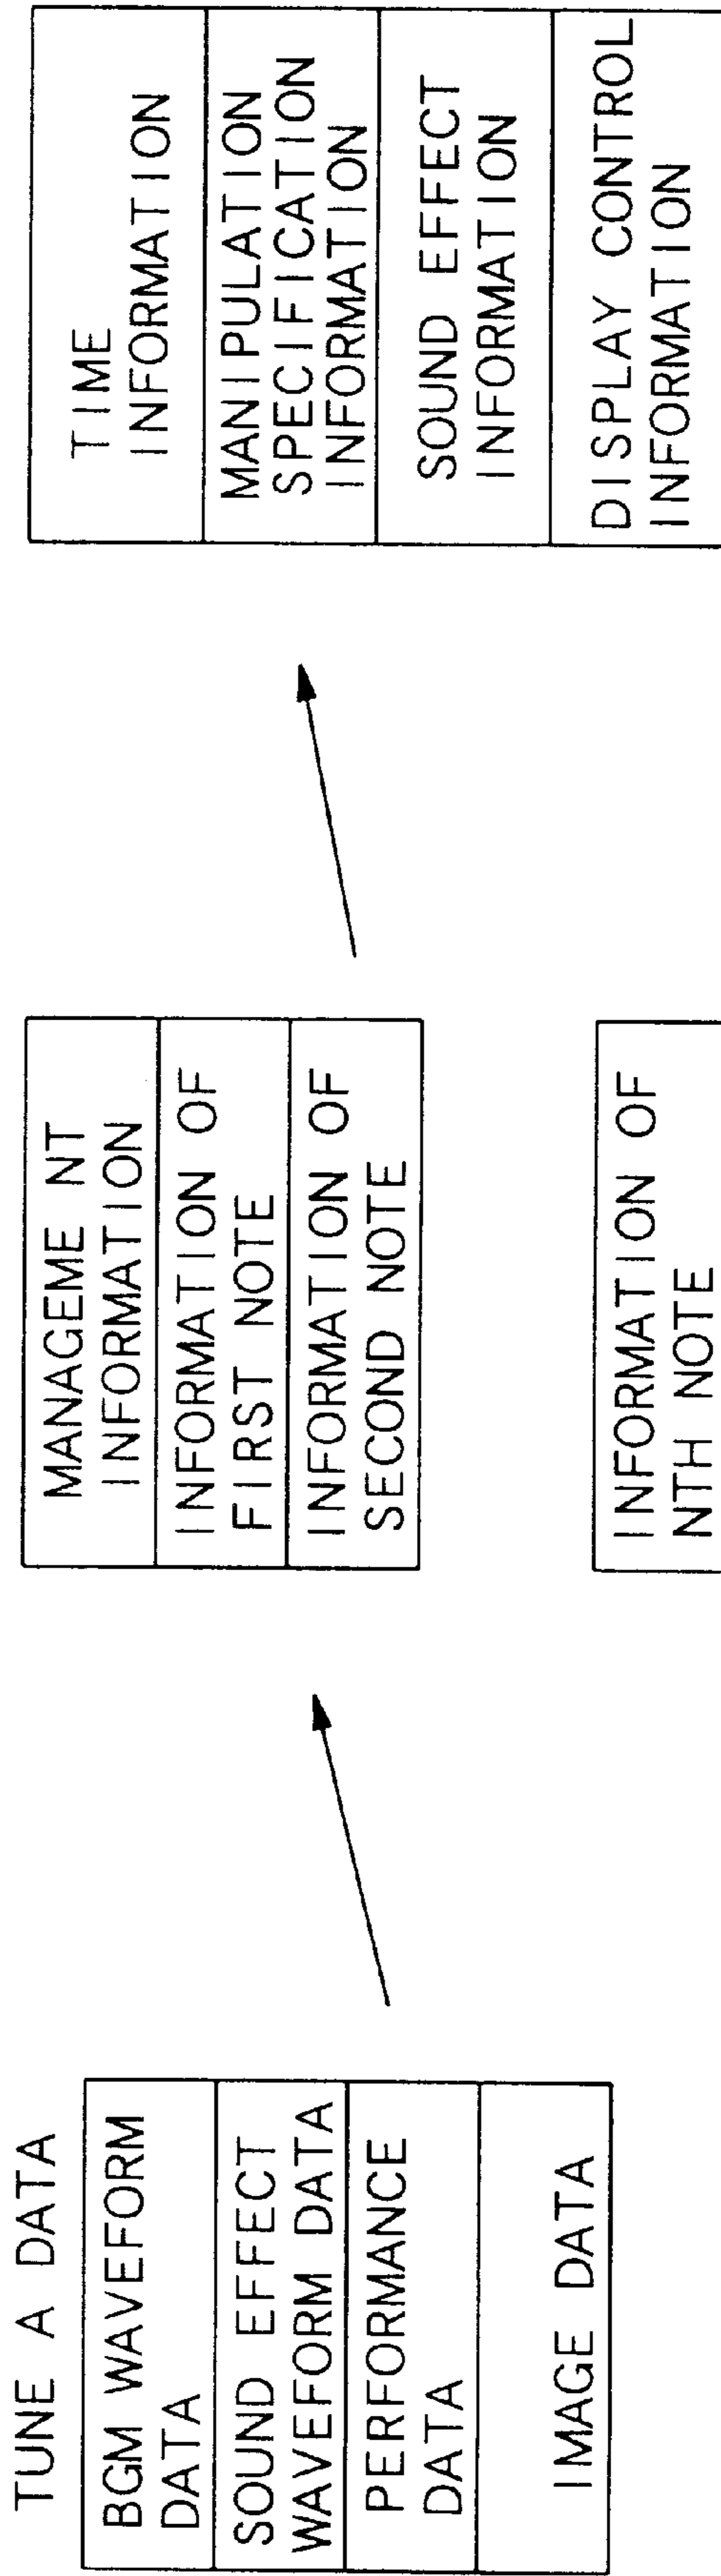 TUNE A DATA
BGM WAVEFORM
DATA
SOUND EFFECT
WAVEFORM DATA
PERFORMANCE
DATA
IMAGE DATA
MANAGEME NT
INFORMATION
INFORMATION OF
FIRST NOTE
INFORMATION OF
SECOND NOTE
INFORMATION OF
NTH NOTE
TIME
INFORMATION
MANIPULATION
SPECIFICATION
INFORMATION
SOUND EFFECT
INFORMATION
DISPLAY CONTROL
INFORMATION